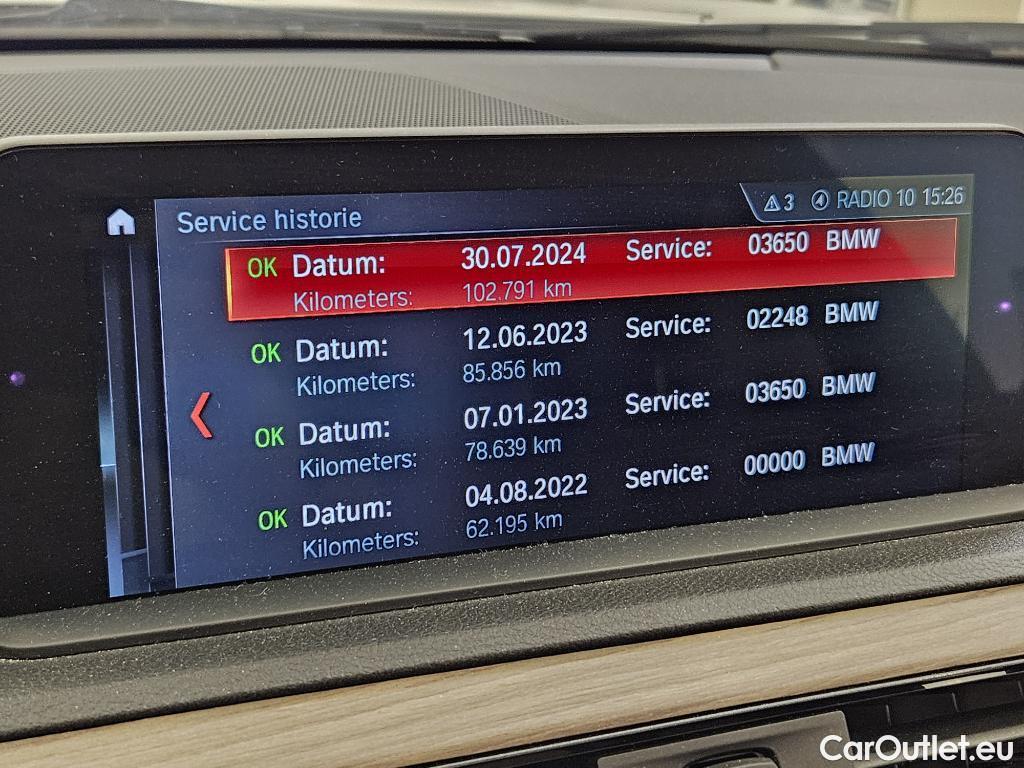 Service historie
3 RADIO 10 15:26
OK Datum: 30.07.2024 Service: 03650 BMW
Kilometers: 102.791 km
OK Datum: 12.06.2023 Service: 02248 BMW
Kilometers: 85.856 km
OK Datum: 07.01.2023 Service: 03650 BMW
Kilometers: 78.639 km
OK Datum: 04.08.2022 Service: 00000 BMW
Kilometers: 62.195 km
CarOutlet.eu